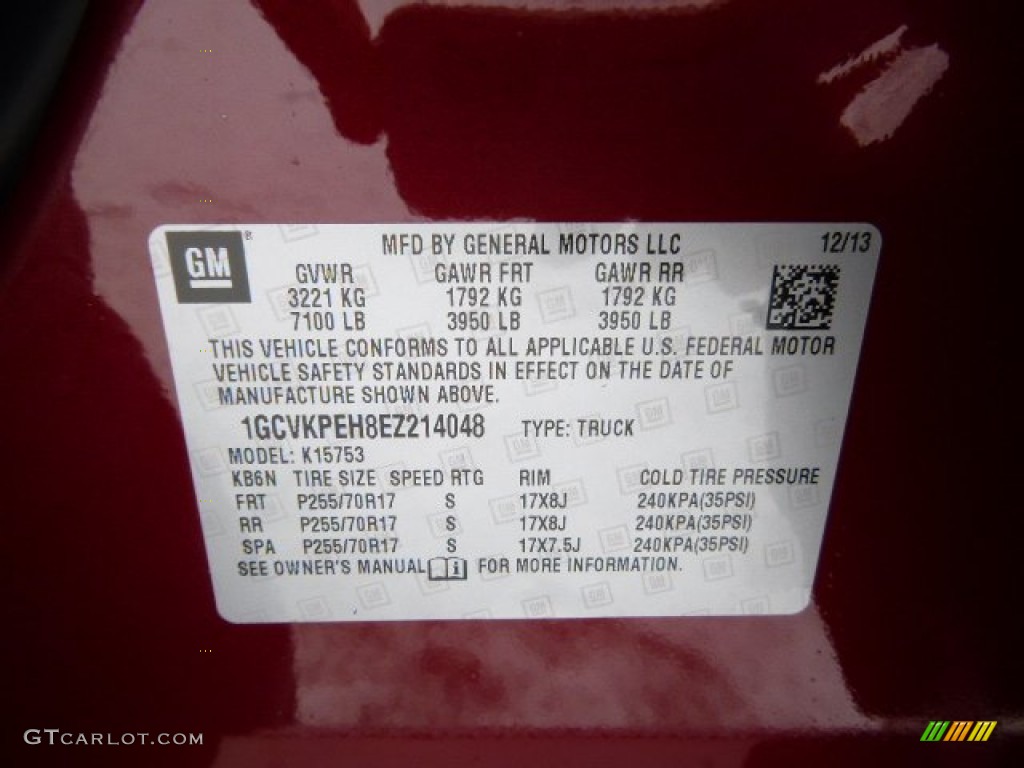 GM® MFD BY GENERAL MOTORS LLC 12/13
GVWR GAWR FRT GAWR RR
3221 KG 1792 KG 1792 KG
7100 LB 3950 LB 3950 LB
THIS VEHICLE CONFORMS TO ALL APPLICABLE U.S. FEDERAL MOTOR
VEHICLE SAFETY STANDARDS IN EFFECT ON THE DATE OF
MANUFACTURE SHOWN ABOVE.
1GCVKPEH8EZ214048 TYPE: TRUCK
MODEL: K15753
KB6N TIRE SIZE SPEED RTG RIM COLD TIRE PRESSURE
FRT P255/70R17 S 17X8J 240KPA(35PSI)
RR P255/70R17 S 17X8J 240KPA(35PSI)
SPA P255/70R17 S 17X7.5J 240KPA(35PSI)
SEE OWNER'S MANUAL i FOR MORE INFORMATION.
GTcarlot.com